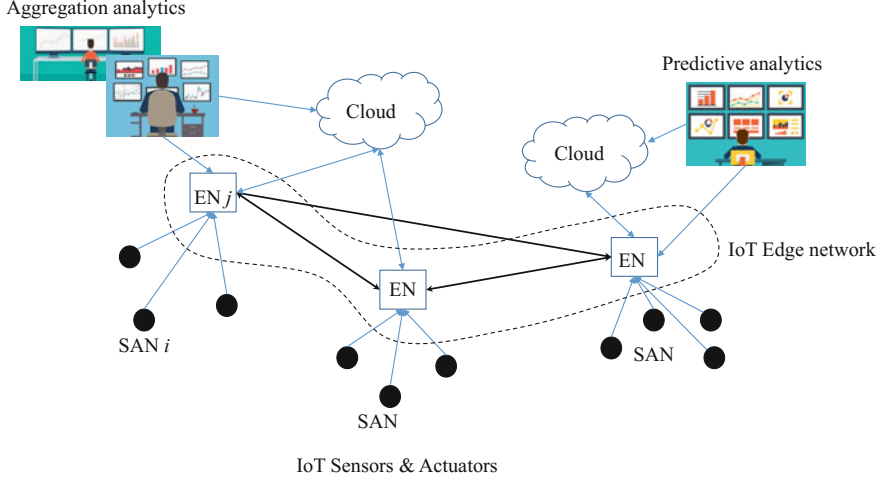 Aggregation analytics
Predictive analytics
Cloud
Cloud
EN j
IoT Edge network
EN
EN
SAN i
SAN
SAN
IoT Sensors & Actuators